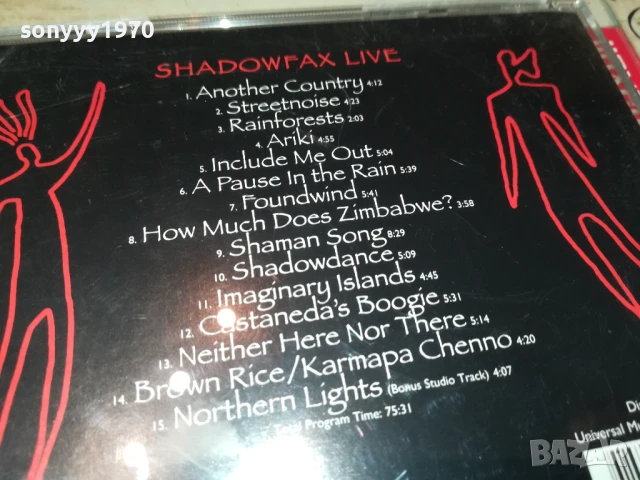 sonyyy1970
SHADOWFAX LIVE
1. Another Country 4:12
2. Streetnoise 4:23
3. Rainforests 2:03
4. Ariki 4:55
5. Include Me Out 5:04
6. A Pause In the Rain 5:39
7. Foundwind 5:41
8. How Much Does Zimbabwe? 3:58
9. Shaman Song 8:29
10. Shadowdance 5:09
11. Imaginary Islands 4:45
12. Castaneda's Boogie 5:31
13. Neither Here Nor There 5:14
14. Brown Rice/Karmapa Chenno 4:20
15. Northern Lights (Bonus Studio Track) 4:07
Total Program Time: 75:31
Universal
BAZAR